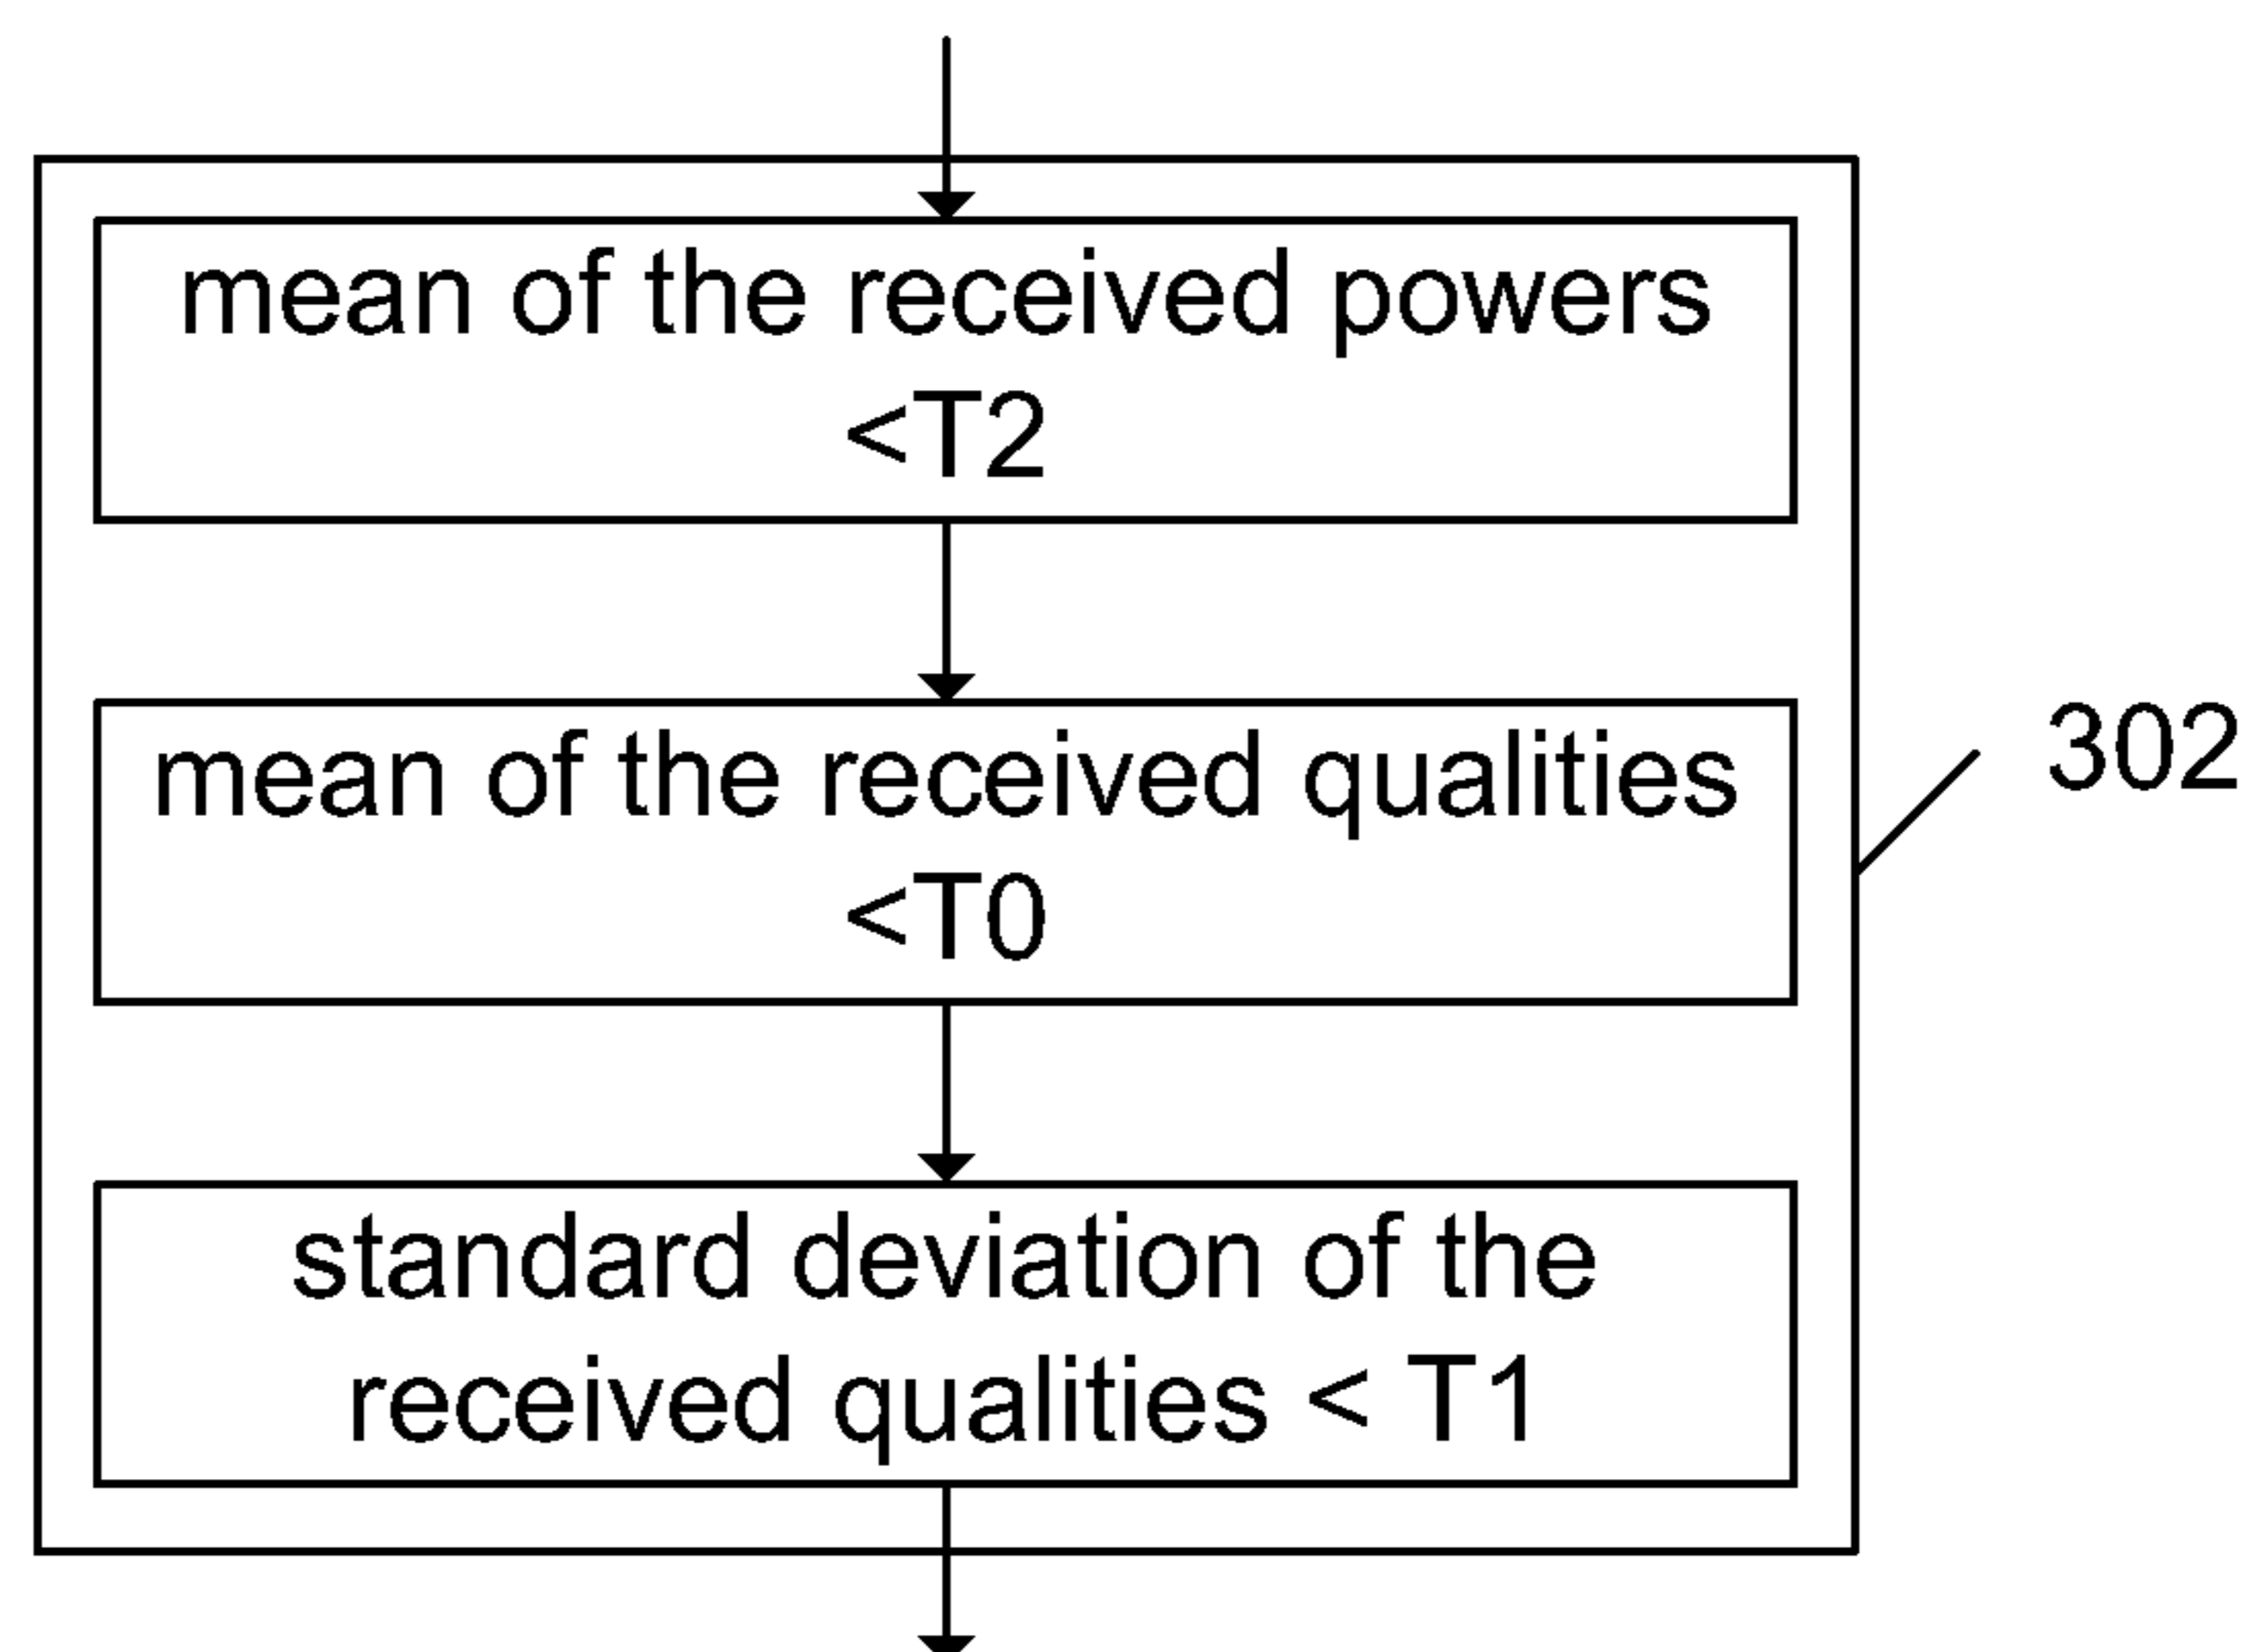 mean of the received powers
<T2
mean of the received qualities
<T0
302
standard deviation of the
received qualities < T1